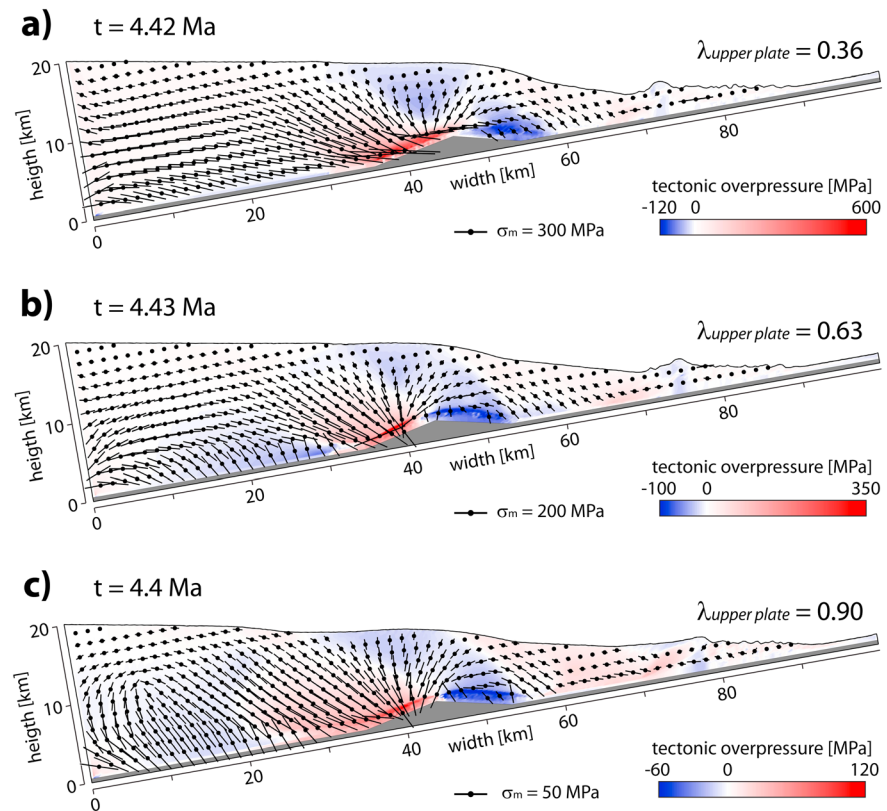 a) t = 4.42 Ma
λupper plate = 0.36
20
10
0
heigth [km]
0
20
40
60
80
width [km]
σm = 300 MPa
tectonic overpressure [MPa]
-120 0 600
b) t = 4.43 Ma
λupper plate = 0.63
20
10
0
heigth [km]
0
20
40
60
80
width [km]
σm = 200 MPa
tectonic overpressure [MPa]
-100 0 350
c) t = 4.4 Ma
λupper plate = 0.90
20
10
0
heigth [km]
0
20
40
60
80
width [km]
σm = 50 MPa
tectonic overpressure [MPa]
-60 0 120